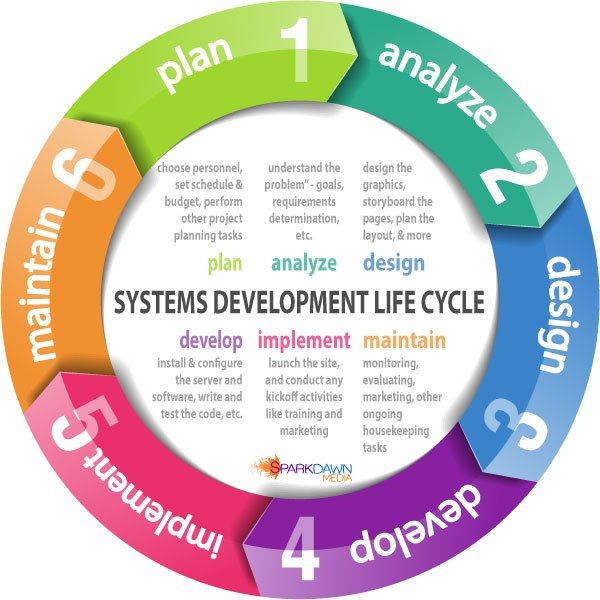 plan
1
analyze
2
design
3
develop
4
implement
5
maintain
6
choose personnel,
set schedule &
budget, perform
other project
planning tasks
plan
understand the
problem" - goals,
requirements
determination,
etc.
analyze
design the
graphics,
storyboard the
pages, plan the
layout, & more
design
SYSTEMS DEVELOPMENT LIFE CYCLE
develop
install & configure
the server and
software, write and
test the code, etc.
implement
launch the site,
and conduct any
kickoff activities
like training and
marketing
maintain
monitoring,
evaluating,
marketing, other
ongoing
housekeeping
tasks
SPARKDAWN
MEDIA